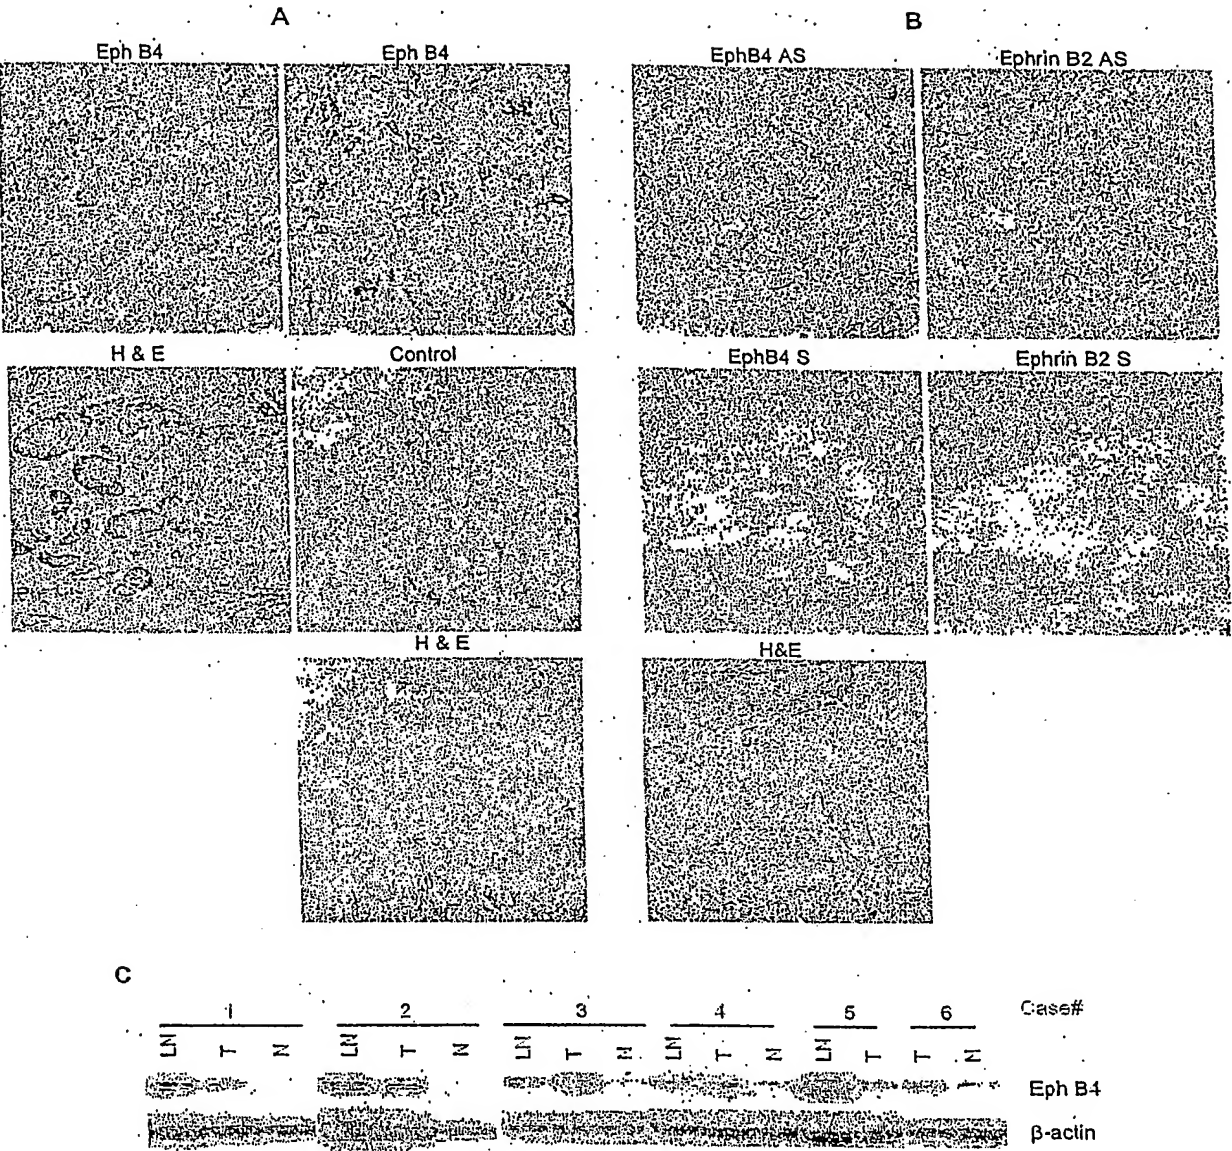 A
B
Eph B4
Eph B4
EphB4 AS
Ephrin B2 AS
H & E
Control
EphB4 S
Ephrin B2 S
H & E
H&E
C
1 2 3 4 5 6 Case#
LN T N LN T N LN T N LN T N LN T T N
Eph B4
β-actin